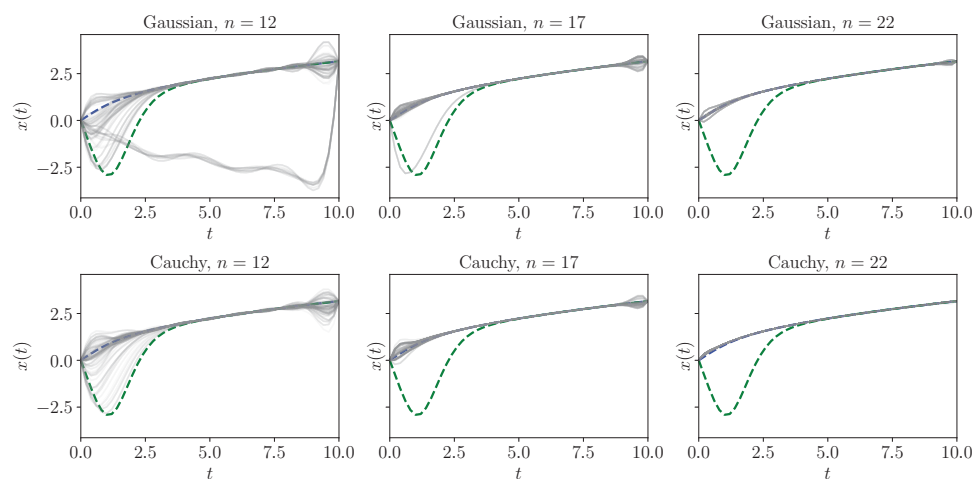 Gaussian, n = 12
Gaussian, n = 17
Gaussian, n = 22
x(t)
2.5
0.0
−2.5
0.0 2.5 5.0 7.5 10.0
t
x(t)
0.0 2.5 5.0 7.5 10.0
t
x(t)
0.0 2.5 5.0 7.5 10.0
t
Cauchy, n = 12
Cauchy, n = 17
Cauchy, n = 22
x(t)
2.5
0.0
−2.5
0.0 2.5 5.0 7.5 10.0
t
x(t)
0.0 2.5 5.0 7.5 10.0
t
x(t)
0.0 2.5 5.0 7.5 10.0
t